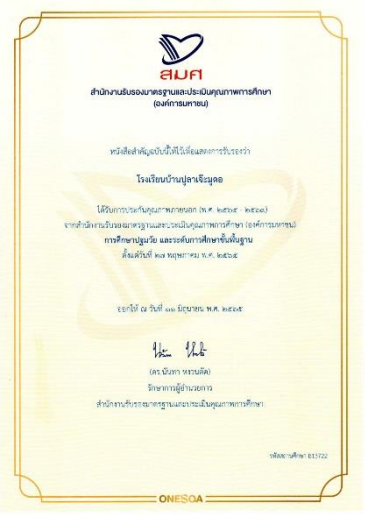 สมศ
สำนักงานรับรองมาตรฐานและประเมินคุณภาพการศึกษา
(องค์การมหาชน)
หนังสือสำคัญฉบับนี้ให้ไว้เพื่อแสดงการรับรองว่า
โรงเรียนบ้านปูลาเจ๊ะมูดอ
ได้รับการประกันคุณภาพภายนอก (พ.ศ. ๒๕๖๕ - ๒๕๖๙)
จากสำนักงานรับรองมาตรฐานและประเมินคุณภาพการศึกษา (องค์การมหาชน)
การศึกษาปฐมวัย และระดับการศึกษาขั้นพื้นฐาน
ตั้งแต่วันที่ ๒๗ พฤษภาคม พ.ศ. ๒๕๖๕
ออกให้ ณ วันที่ ๑๑ มิถุนายน พ.ศ. ๒๕๖๕
(ดร.นันทา หงวนตัด)
รักษาการผู้อำนวยการ
สำนักงานรับรองมาตรฐานและประเมินคุณภาพการศึกษา
รหัสสถานศึกษา 813722
ONESQA